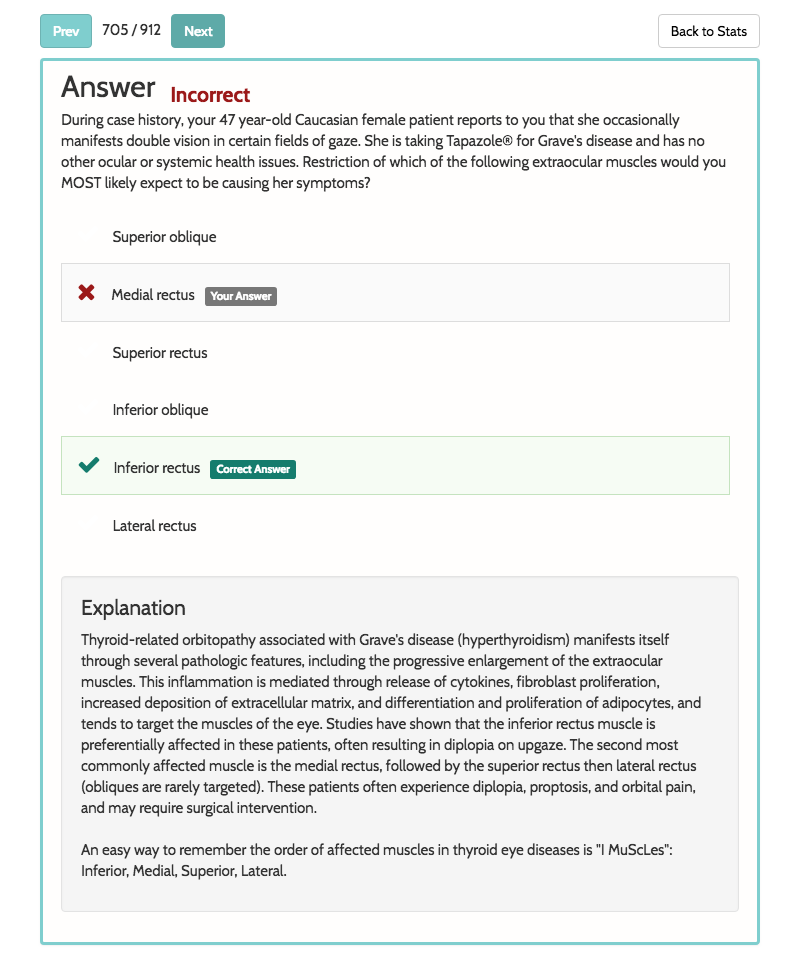 Prev 705 / 912 Next Back to Stats
Answer Incorrect
During case history, your 47 year-old Caucasian female patient reports to you that she occasionally
manifests double vision in certain fields of gaze. She is taking Tapazole® for Grave's disease and has no
other ocular or systemic health issues. Restriction of which of the following extraocular muscles would you
MOST likely expect to be causing her symptoms?
Superior oblique
Medial rectus Your Answer
Superior rectus
Inferior oblique
Inferior rectus Correct Answer
Lateral rectus
Explanation
Thyroid-related orbitopathy associated with Grave's disease (hyperthyroidism) manifests itself
through several pathologic features, including the progressive enlargement of the extraocular
muscles. This inflammation is mediated through release of cytokines, fibroblast proliferation,
increased deposition of extracellular matrix, and differentiation and proliferation of adipocytes, and
tends to target the muscles of the eye. Studies have shown that the inferior rectus muscle is
preferentially affected in these patients, often resulting in diplopia on upgaze. The second most
commonly affected muscle is the medial rectus, followed by the superior rectus then lateral rectus
(obliques are rarely targeted). These patients often experience diplopia, proptosis, and orbital pain,
and may require surgical intervention.
An easy way to remember the order of affected muscles in thyroid eye diseases is "I MuScLes":
Inferior, Medial, Superior, Lateral.